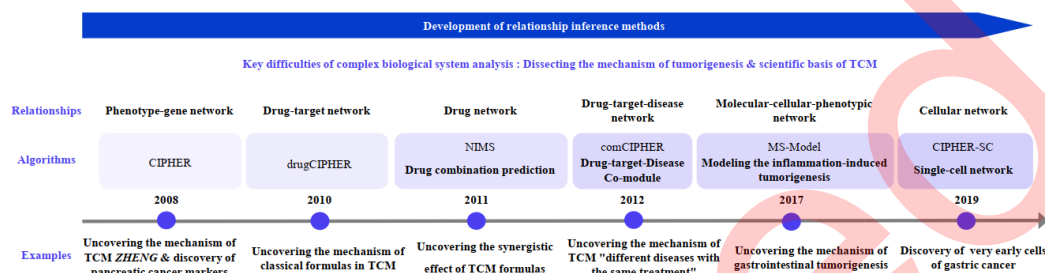 Development of relationship inference methods
Key difficulties of complex biological system analysis : Dissecting the mechanism of tumorigenesis & scientific basis of TCM
Relationships
Phenotype-gene network
Drug-target network
Drug network
Drug-target-disease
network
Molecular-cellular-phenotypic
network
Cellular network
Algorithms
CIPHER
drugCIPHER
NIMS
Drug combination prediction
comCIPHER
Drug-target-Disease
Co-module
MS-Model
Modeling the inflammation-induced
tumorigenesis
CIPHER-SC
Single-cell network
2008
2010
2011
2012
2017
2019
Examples
Uncovering the mechanism of
TCM ZHENG & discovery of
pancreatic cancer markers
Uncovering the mechanism of
classical formulas in TCM
Uncovering the synergistic
effect of TCM formulas
Uncovering the mechanism of
TCM "different diseases with
the same treatment"
Uncovering the mechanism of
gastrointestinal tumorigenesis
Discovery of very early cells
of gastric cancer